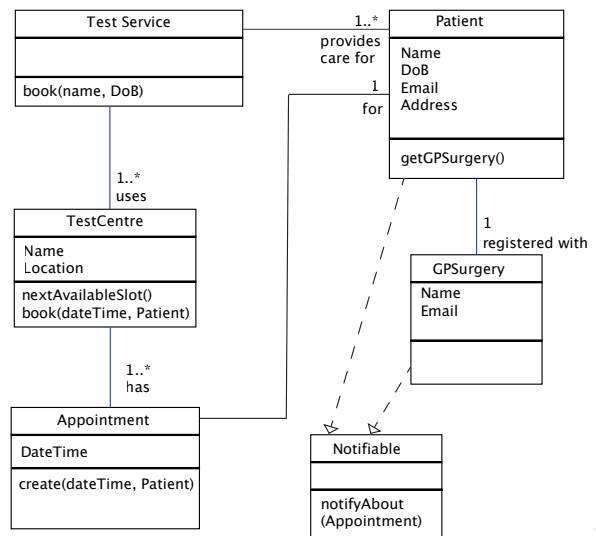 Test Service
book(name, DoB)
1..*
provides
care for
Patient
Name
DoB
Email
Address
getGPSurgery()
1
for
1..*
uses
TestCentre
Name
Location
nextAvailableSlot()
book(dateTime, Patient)
1
registered with
GPSurgery
Name
Email
1..*
has
Appointment
DateTime
create(dateTime, Patient)
Notifiable
notifyAbout
(Appointment)